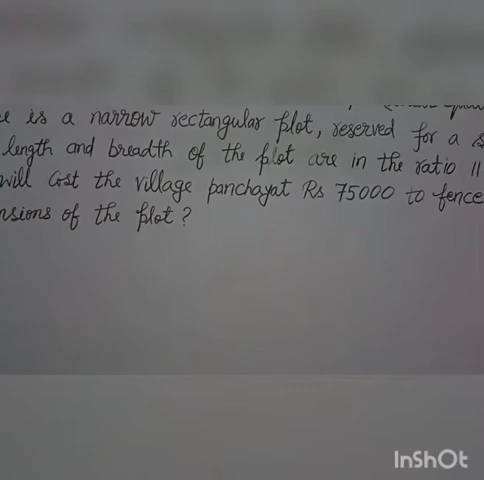 is a narrow rectangular plot, reserved for a
length and breadth of the plot are in the ratio 11
will cost the village panchayat Rs 75000 to fence
nsions of the plot ?
InShOt